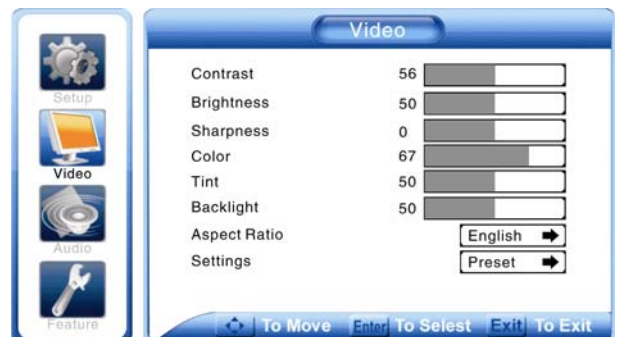 Setup
Video
Audio
Feature
Video
Contrast 56
Brightness 50
Sharpness 0
Color 67
Tint 50
Backlight 50
Aspect Ratio English
Settings Preset
To Move Enter To Selest Exit To Exit